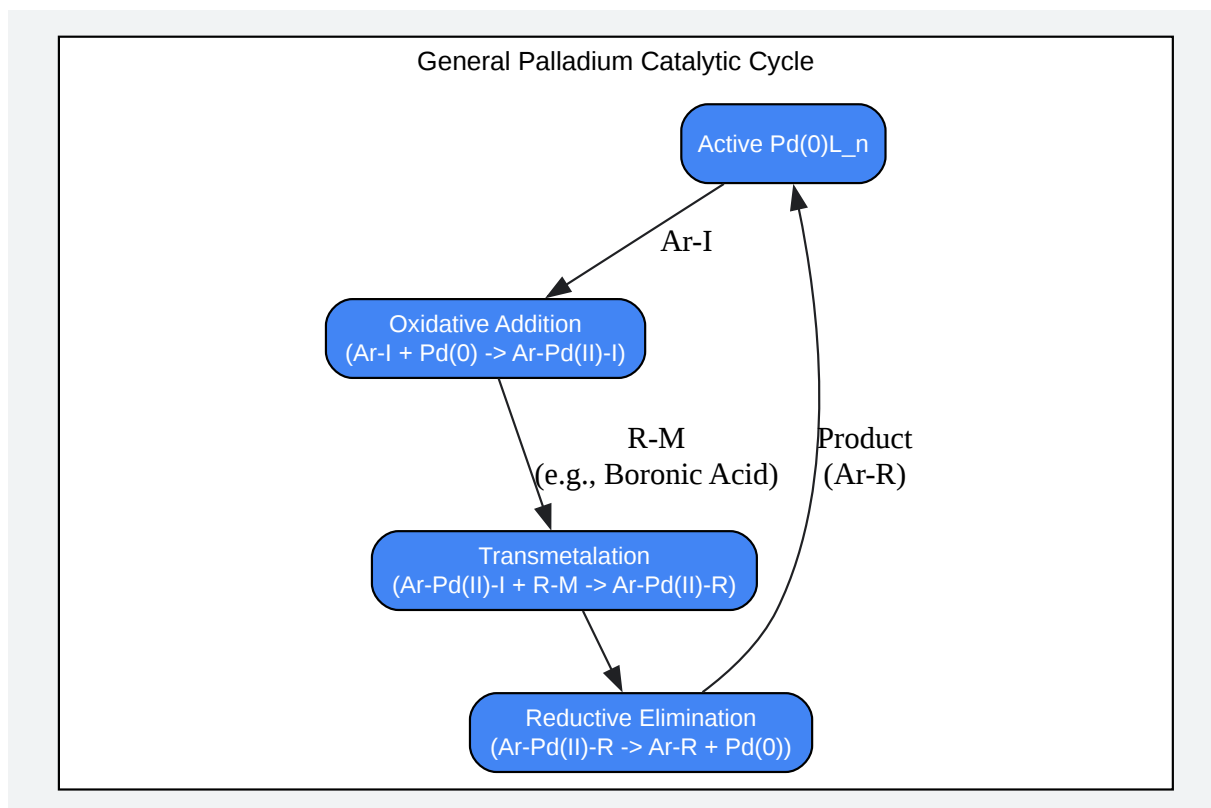 General Palladium Catalytic Cycle
Active Pd(0)L_n
Ar-I
Oxidative Addition
(Ar-I + Pd(0) -> Ar-Pd(II)-I)
R-M
(e.g., Boronic Acid)
Product
(Ar-R)
Transmetalation
(Ar-Pd(II)-I + R-M -> Ar-Pd(II)-R)
Reductive Elimination
(Ar-Pd(II)-R -> Ar-R + Pd(0))